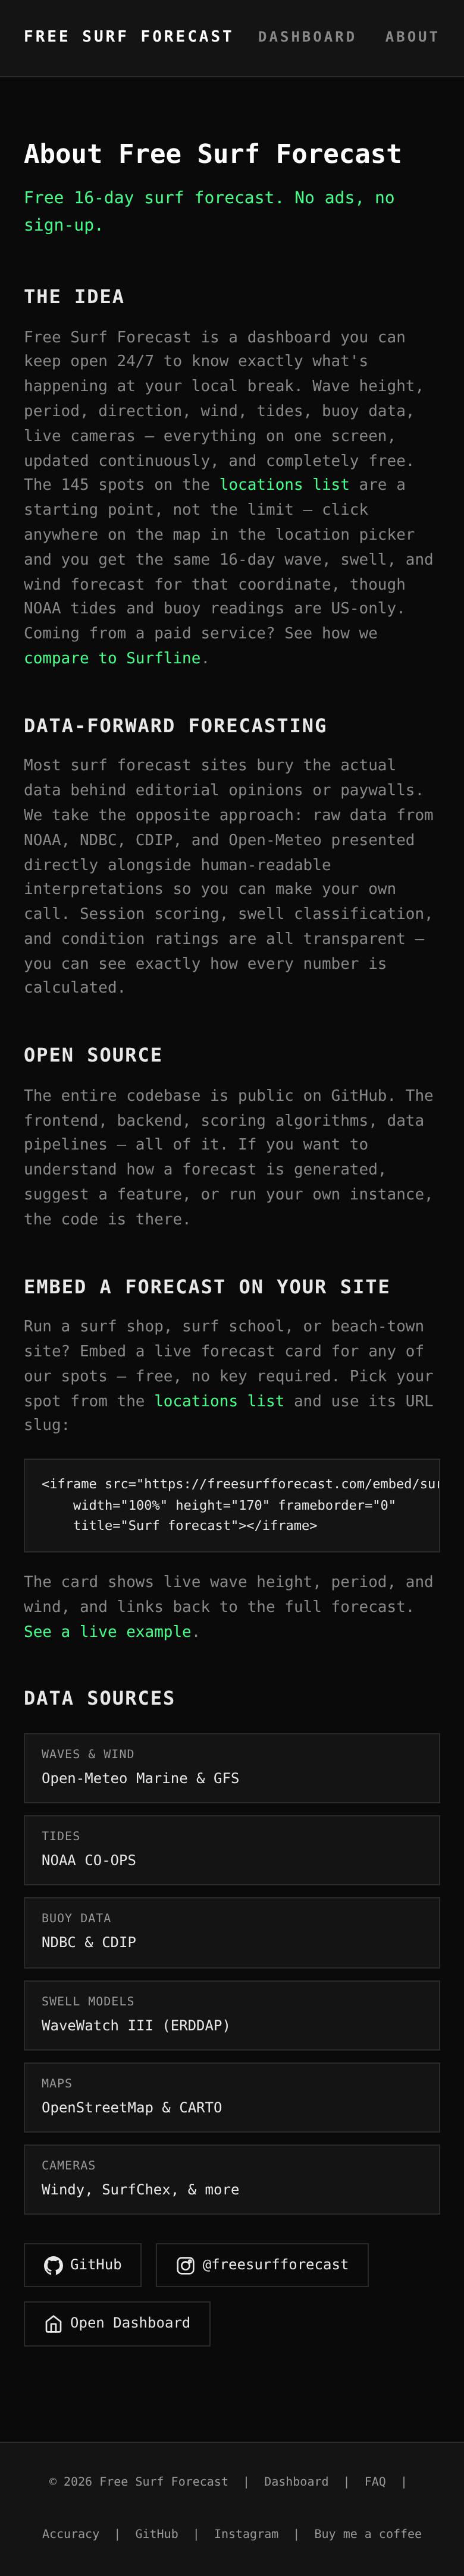 FREE SURF FORECAST DASHBOARD ABOUT
About Free Surf Forecast
Free 16-day surf forecast. No ads, no
sign-up.
THE IDEA
Free Surf Forecast is a dashboard you can
keep open 24/7 to know exactly what's
happening at your local break. Wave height,
period, direction, wind, tides, buoy data,
live cameras — everything on one screen,
updated continuously, and completely free.
The 145 spots on the locations list are a
starting point, not the limit — click
anywhere on the map in the location picker
and you get the same 16-day wave, swell, and
wind forecast for that coordinate, though
NOAA tides and buoy readings are US-only.
Coming from a paid service? See how we
compare to Surfline.
DATA-FORWARD FORECASTING
Most surf forecast sites bury the actual
data behind editorial opinions or paywalls.
We take the opposite approach: raw data from
NOAA, NDBC, CDIP, and Open-Meteo presented
directly alongside human-readable
interpretations so you can make your own
call. Session scoring, swell classification,
and condition ratings are all transparent —
you can see exactly how every number is
calculated.
OPEN SOURCE
The entire codebase is public on GitHub. The
frontend, backend, scoring algorithms, data
pipelines — all of it. If you want to
understand how a forecast is generated,
suggest a feature, or run your own instance,
the code is there.
EMBED A FORECAST ON YOUR SITE
Run a surf shop, surf school, or beach-town
site? Embed a live forecast card for any of
our spots — free, no key required. Pick your
spot from the locations list and use its URL
slug:
<iframe src="https://freesurfforecast.com/embed/sur
width="100%" height="170" frameborder="0"
title="Surf forecast"></iframe>
The card shows live wave height, period, and
wind, and links back to the full forecast.
See a live example.
DATA SOURCES
WAVES & WIND
Open-Meteo Marine & GFS
TIDES
NOAA CO-OPS
BUOY DATA
NDBC & CDIP
SWELL MODELS
WaveWatch III (ERDDAP)
MAPS
OpenStreetMap & CARTO
CAMERAS
Windy, SurfChex, & more
GitHub @freesurfforecast
Open Dashboard
© 2026 Free Surf Forecast | Dashboard | FAQ |
Accuracy | GitHub | Instagram | Buy me a coffee